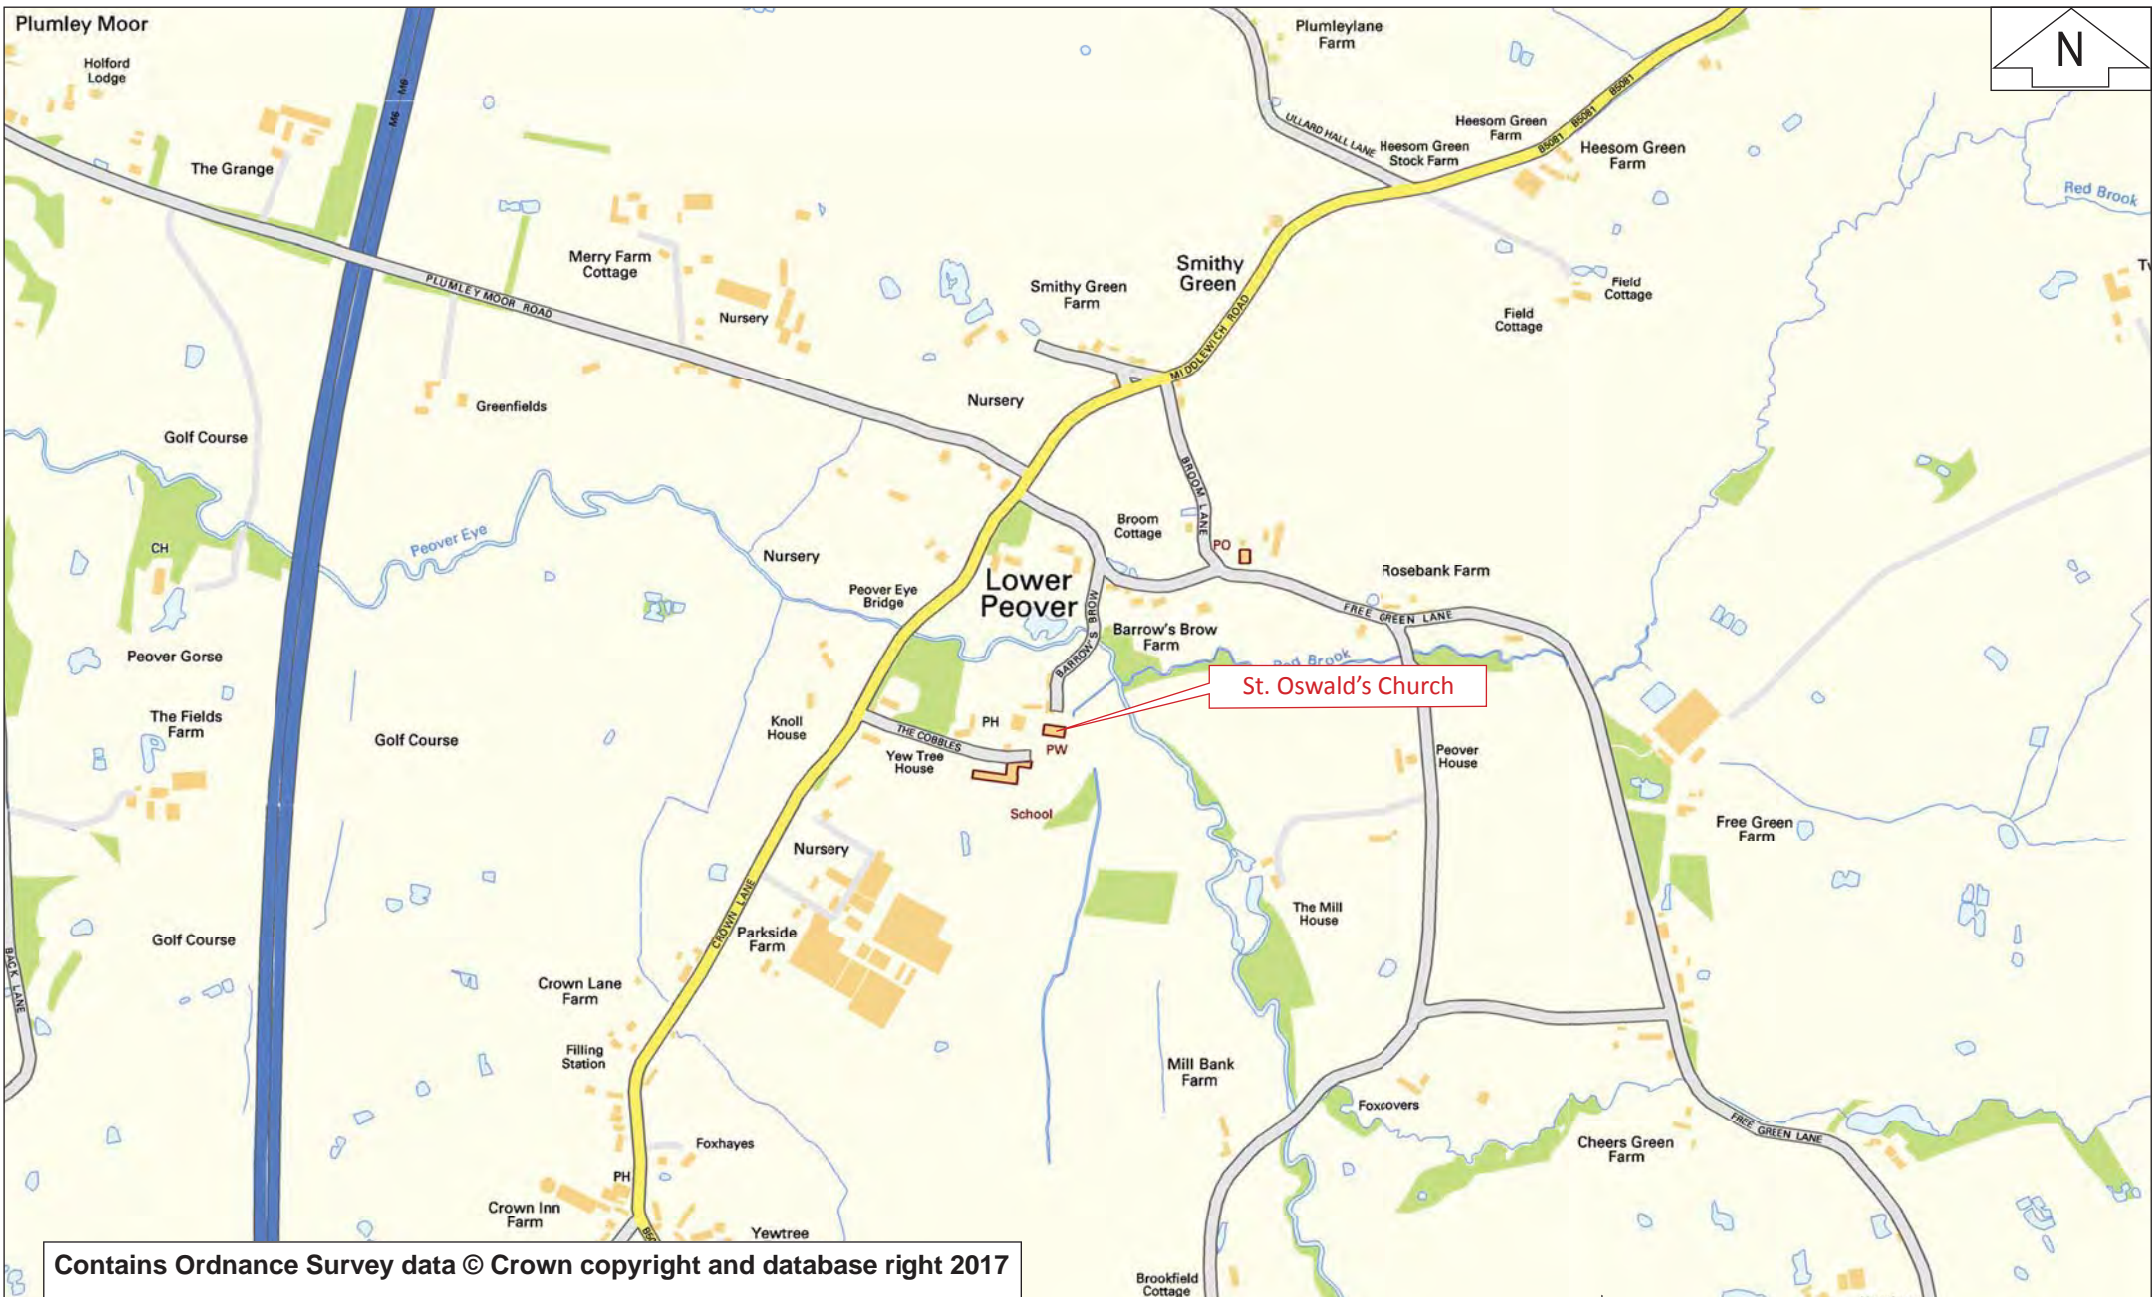 Plumley Moor
Holford
Lodge
The Grange
M6
M6
Plumleylane
Farm
N
ULLARD HALL LANE
Heesom Green
Farm
Heesom Green
Stock Farm
B5081
B5081
B5081
Heesom Green
Farm
Red Brook
Merry Farm
Cottage
PLUMLEY MOOR ROAD
Nursery
Smithy Green
Farm
Smithy
Green
MIDDLEWICH ROAD
Field
Cottage
Field
Cottage
Greenfields
Nursery
Golf Course
Peover Eye
CH
Nursery
Peover Eye
Bridge
Lower
Peover
Broom
Cottage
BROOM LANE
PO
Rosebank Farm
FREE GREEN LANE
BARROW'S BROW
Barrow's Brow
Farm
Red Brook
St. Oswald's Church
Peover Gorse
The Fields
Farm
Golf Course
Knoll
House
PH
THE COBBLES
Yew Tree
House
PW
School
Peover
House
Free Green
Farm
Nursery
The Mill
House
Golf Course
BACK LANE
CROWN LANE
Parkside
Farm
Crown Lane
Farm
Filling
Station
Mill Bank
Farm
Foxcovers
Cheers Green
Farm
FREE GREEN LANE
Foxhayes
PH
Crown Inn
Farm
Yewtree
Brookfield
Cottage
Contains Ordnance Survey data © Crown copyright and database right 2017